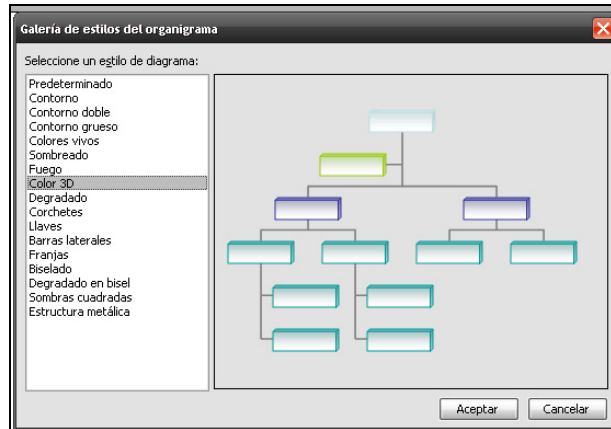 Galería de estilos del organigrama
Seleccione un estilo de diagrama:
Predeterminado
Contorno
Contorno doble
Contorno grueso
Colores vivos
Sombreado
Fuego
Color 3D
Degradado
Corchetes
Llaves
Barras laterales
Franjas
Biselado
Degradado en bisel
Sombras cuadradas
Estructura metálica
Aceptar
Cancelar